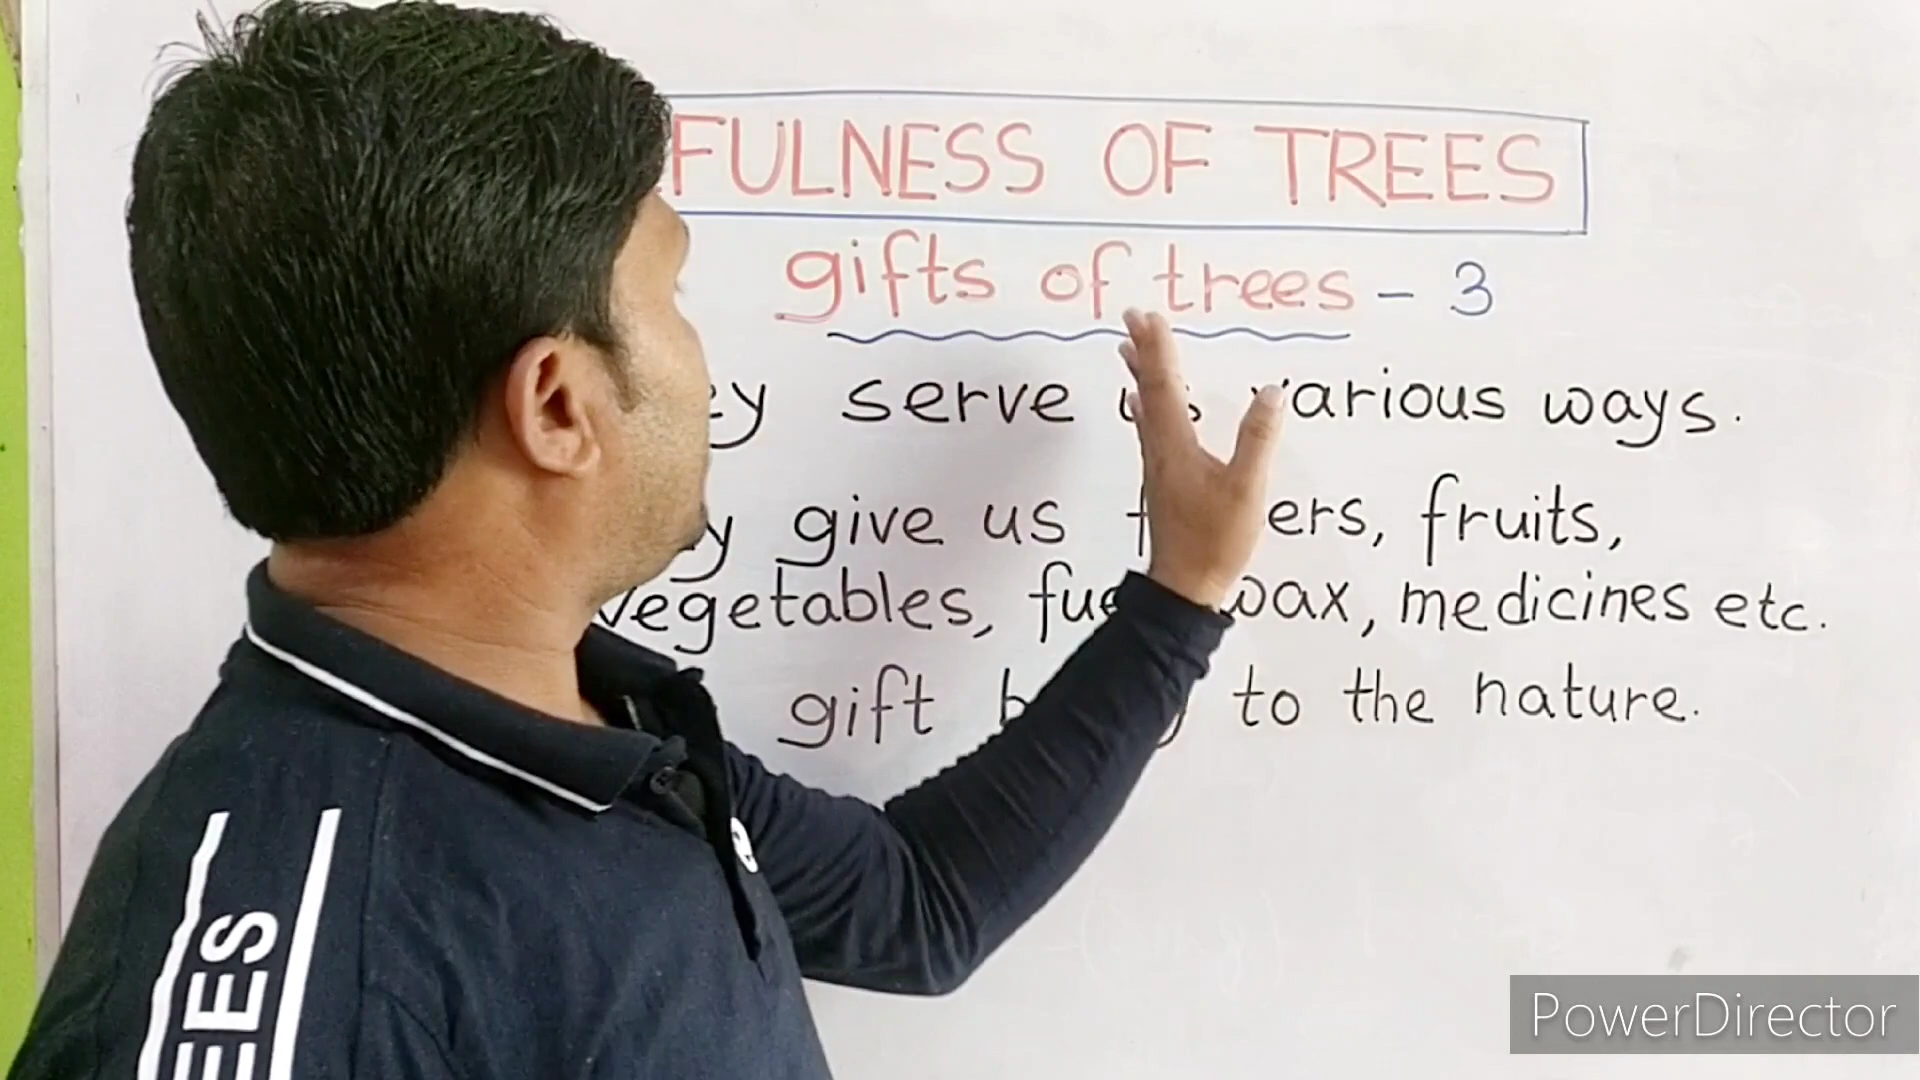 FULNESS OF TREES
gifts of trees - 3
serve us various ways.
give us fruits,
vegetables, wax, medicines etc.
gift to the nature.
EES
PowerDirector